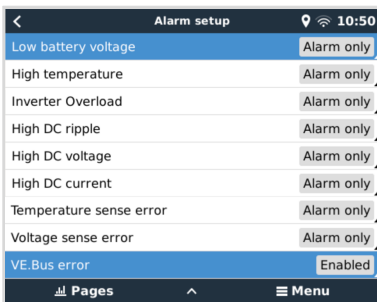 Alarm setup 10:50
Low battery voltage Alarm only
High temperature Alarm only
Inverter Overload Alarm only
High DC ripple Alarm only
High DC voltage Alarm only
High DC current Alarm only
Temperature sense error Alarm only
Voltage sense error Alarm only
VE.Bus error Enabled
Pages Menu